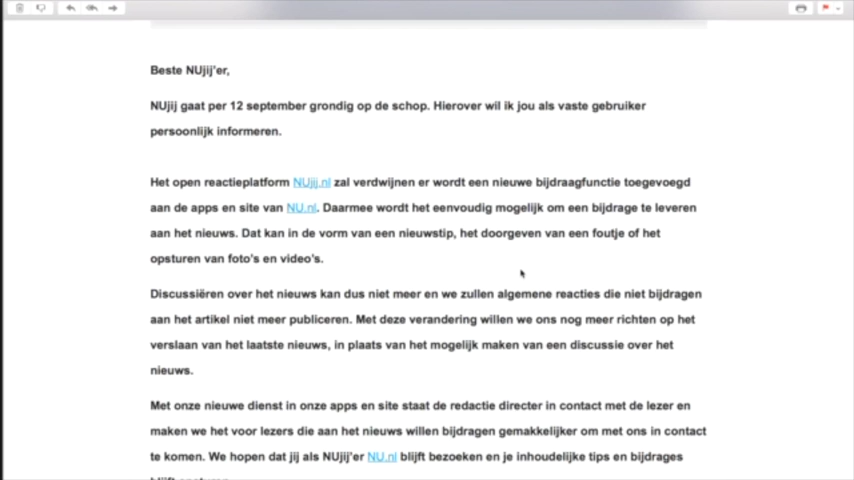 Beste NUjij'er,
NUjij gaat per 12 september grondig op de schop. Hierover wil ik jou als vaste gebruiker
persoonlijk informeren.
Het open reactieplatform NUjij.nl zal verdwijnen er wordt een nieuwe bijdraagfunctie toegevoegd
aan de apps en site van NU.nl. Daarmee wordt het eenvoudig mogelijk om een bijdrage te leveren
aan het nieuws. Dat kan in de vorm van een nieuwstip, het doorgeven van een foutje of het
opsturen van foto's en video's.
Discussiëren over het nieuws kan dus niet meer en we zullen algemene reacties die niet bijdragen
aan het artikel niet meer publiceren. Met deze verandering willen we ons nog meer richten op het
verslaan van het laatste nieuws, in plaats van het mogelijk maken van een discussie over het
nieuws.
Met onze nieuwe dienst in onze apps en site staat de redactie directer in contact met de lezer en
maken we het voor lezers die aan het nieuws willen bijdragen gemakkelijker om met ons in contact
te komen. We hopen dat jij als NUjij'er NU.nl blijft bezoeken en je inhoudelijke tips en bijdrages